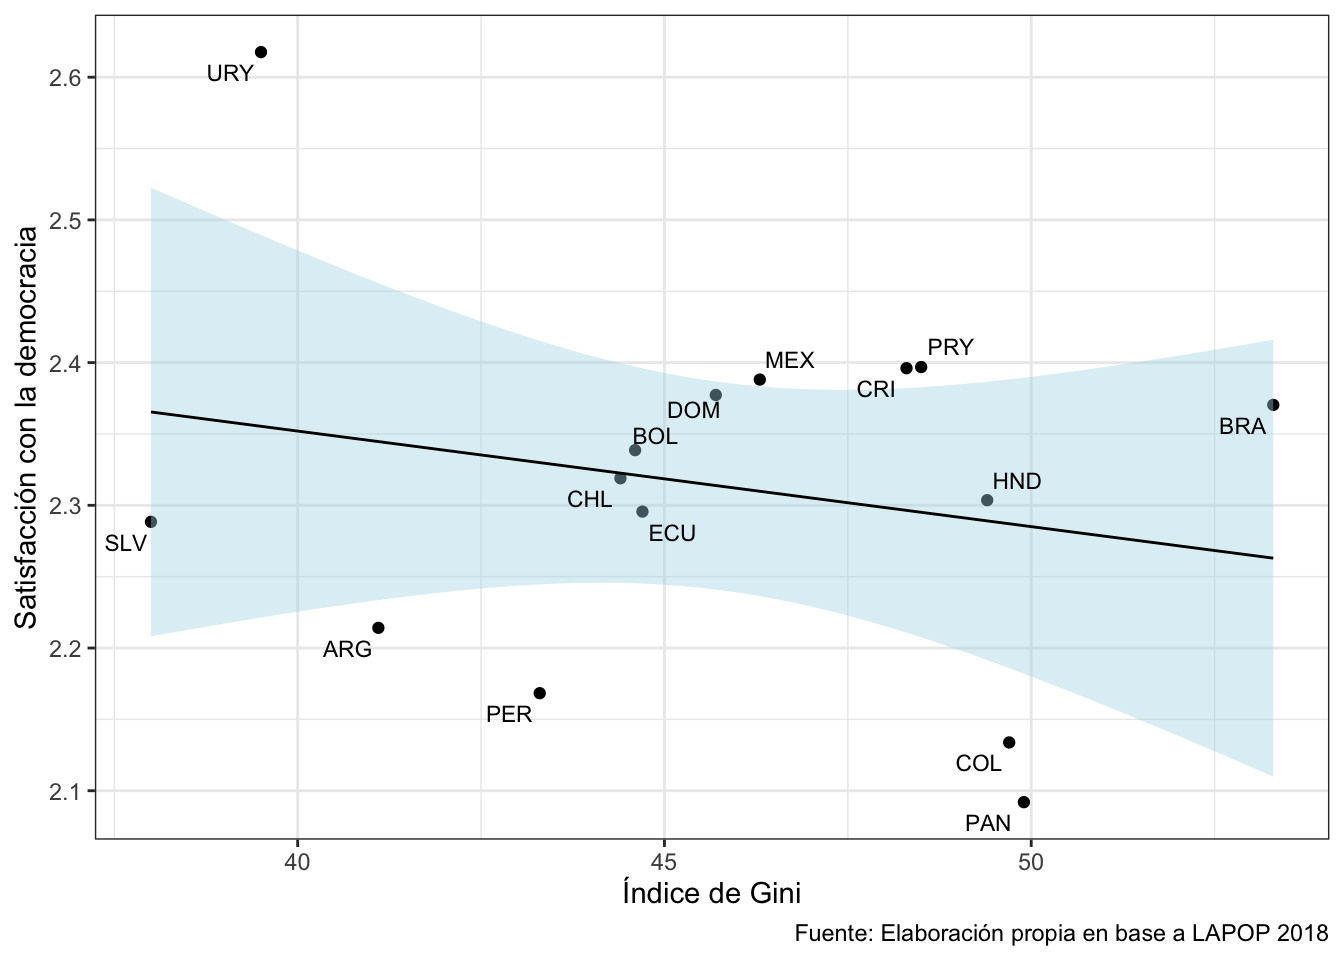 Satisfacción con la democracia
2.6
2.5
2.4
2.3
2.2
2.1
URY
PRY
MEX
CRI
DOM
BRA
BOL
HND
CHL
ECU
SLV
ARG
PER
COL
PAN
40 45 50
Índice de Gini
Fuente: Elaboración propia en base a LAPOP 2018